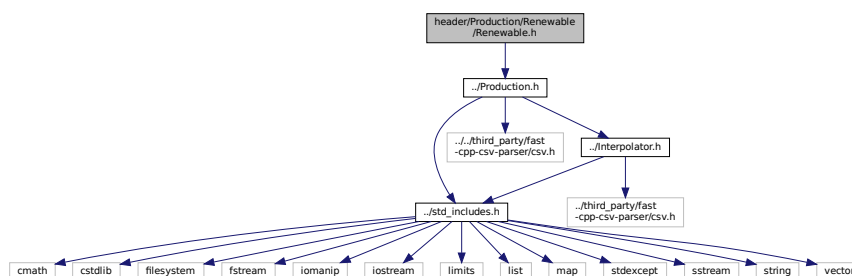 header/Production/Renewable
/Renewable.h
../Production.h
../../third_party/fast
-cpp-csv-parser/csv.h
../Interpolator.h
../third_party/fast
-cpp-csv-parser/csv.h
../std_includes.h
cmath
cstdlib
filesystem
fstream
iomanip
iostream
limits
list
map
stdexcept
sstream
string
vecto